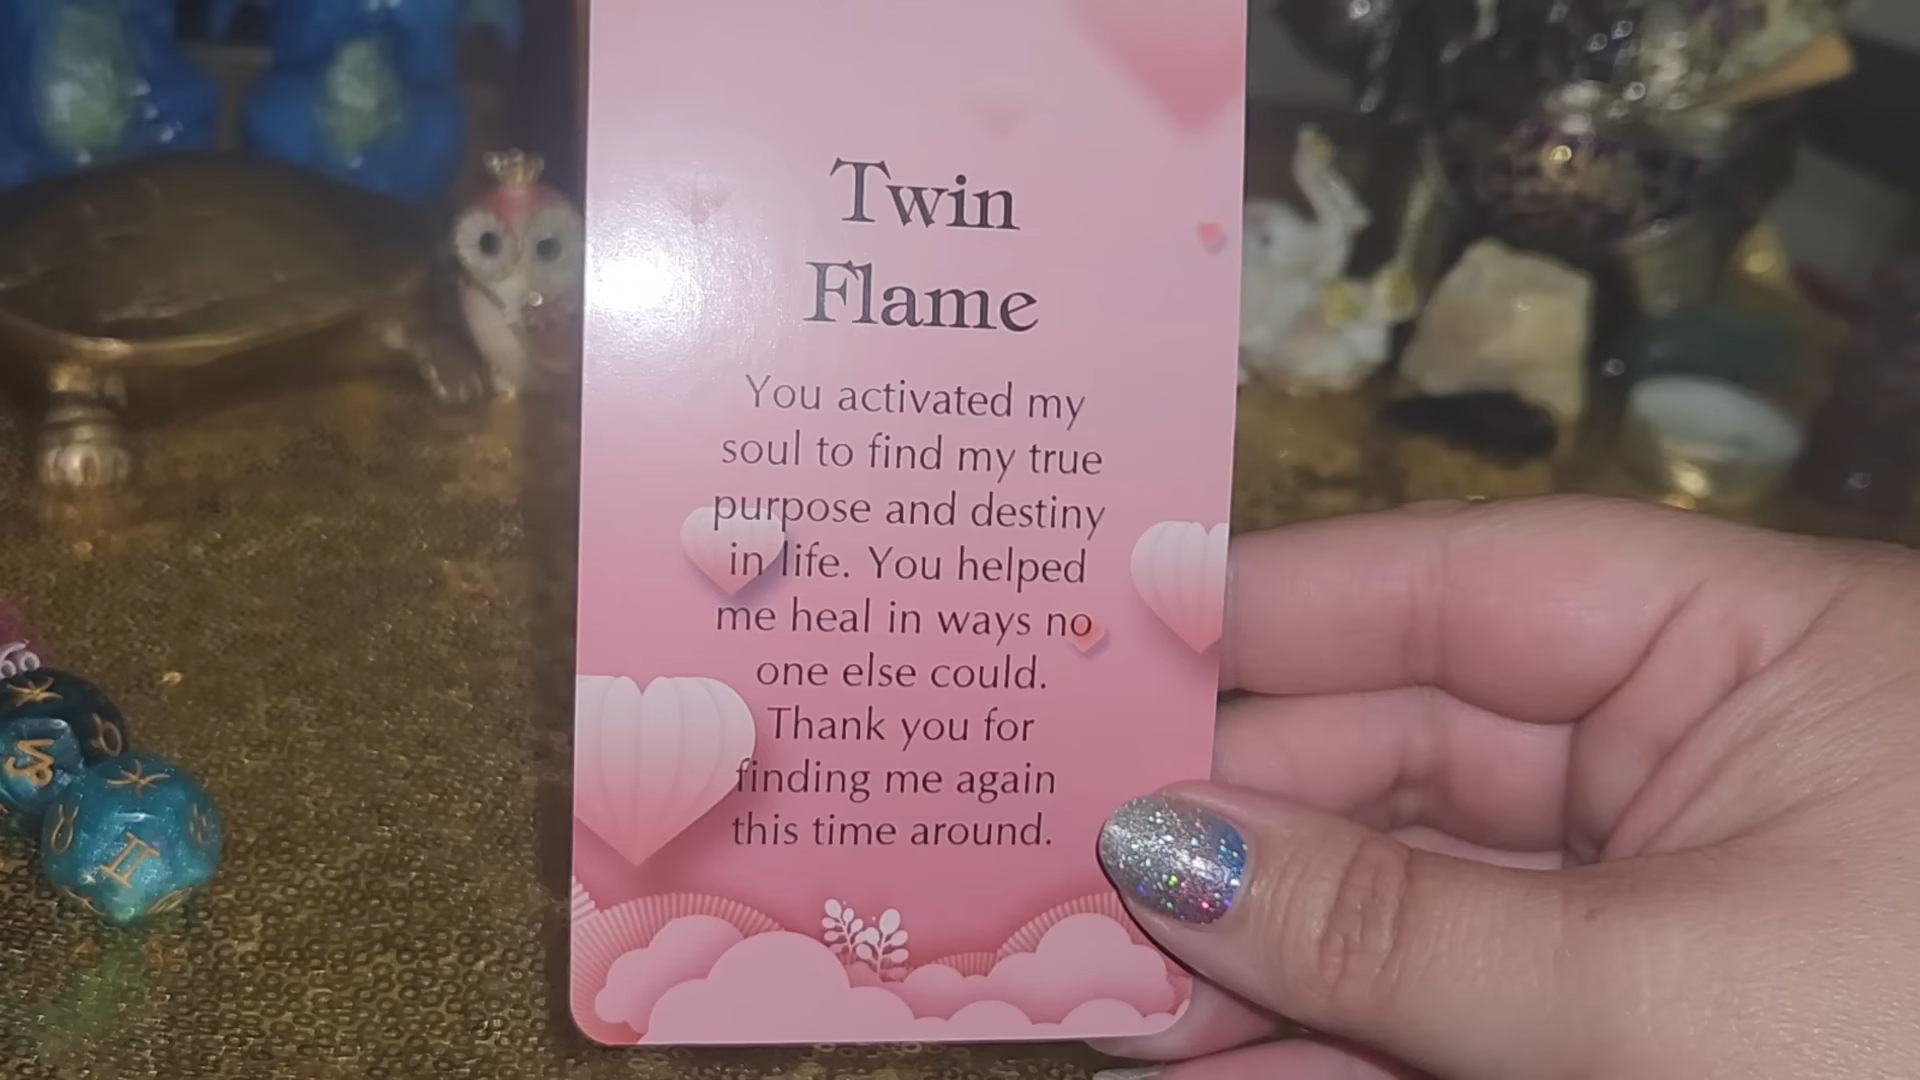 Twin
Flame
You activated my
soul to find my true
purpose and destiny
in life. You helped
me heal in ways no
one else could.
Thank you for
finding me again
this time around.